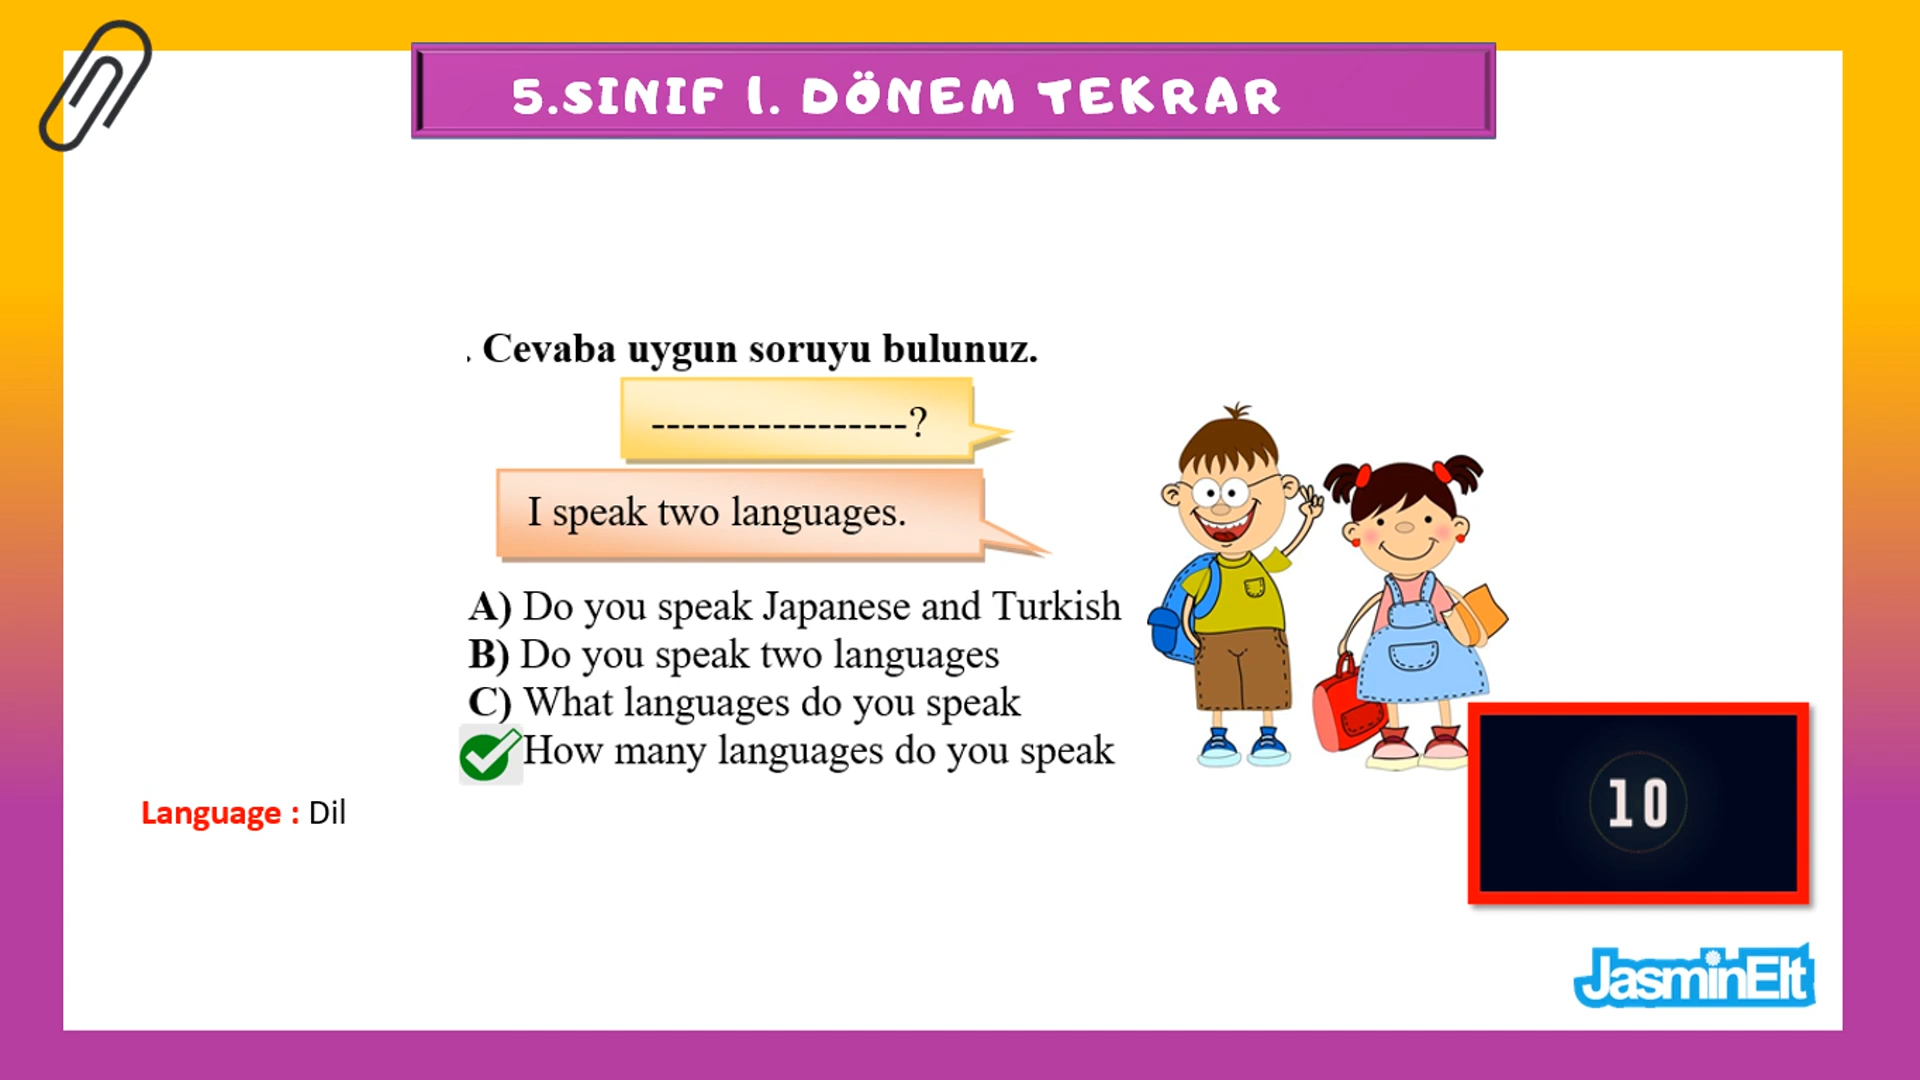 5.SINIF 1. DÖNEM TEKRAR
. Cevaba uygun soruyu bulunuz.
-----------------?
I speak two languages.
A) Do you speak Japanese and Turkish
B) Do you speak two languages
C) What languages do you speak
How many languages do you speak
Language : Dil
10
JasminElt